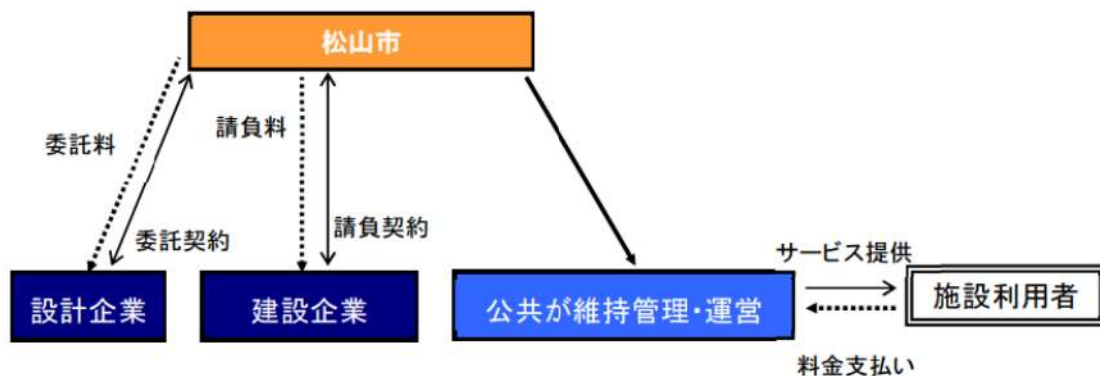 松山市
委託料
請負料
委託契約
請負契約
サービス提供
設計企業
建設企業
公共が維持管理・運営
施設利用者
料金支払い